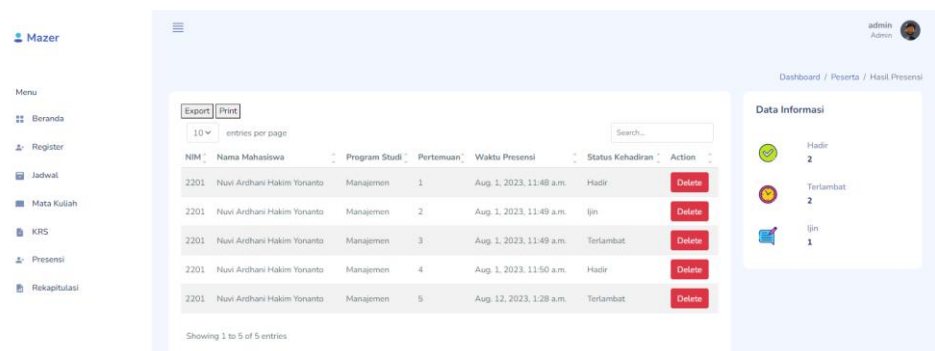 Mazer
admin
Admin
Dashboard / Peserta / Hasil Presensi
Menu
Beranda
Register
Jadwal
Mata Kuliah
KRS
Presensi
Rekapitulasi
Export Print
10 entries per page Search...
NIM Nama Mahasiswa Program Studi Pertemuan Waktu Presensi Status Kehadiran Action
2201 Nuvi Ardhani Hakim Yonanto Manajemen 1 Aug. 1, 2023, 11:48 a.m. Hadir Delete
2201 Nuvi Ardhani Hakim Yonanto Manajemen 2 Aug. 1, 2023, 11:49 a.m. Ijin Delete
2201 Nuvi Ardhani Hakim Yonanto Manajemen 3 Aug. 1, 2023, 11:49 a.m. Terlambat Delete
2201 Nuvi Ardhani Hakim Yonanto Manajemen 4 Aug. 1, 2023, 11:50 a.m. Hadir Delete
2201 Nuvi Ardhani Hakim Yonanto Manajemen 5 Aug. 12, 2023, 1:28 a.m. Terlambat Delete
Showing 1 to 5 of 5 entries
Data Informasi
Hadir
2
Terlambat
2
Ijin
1